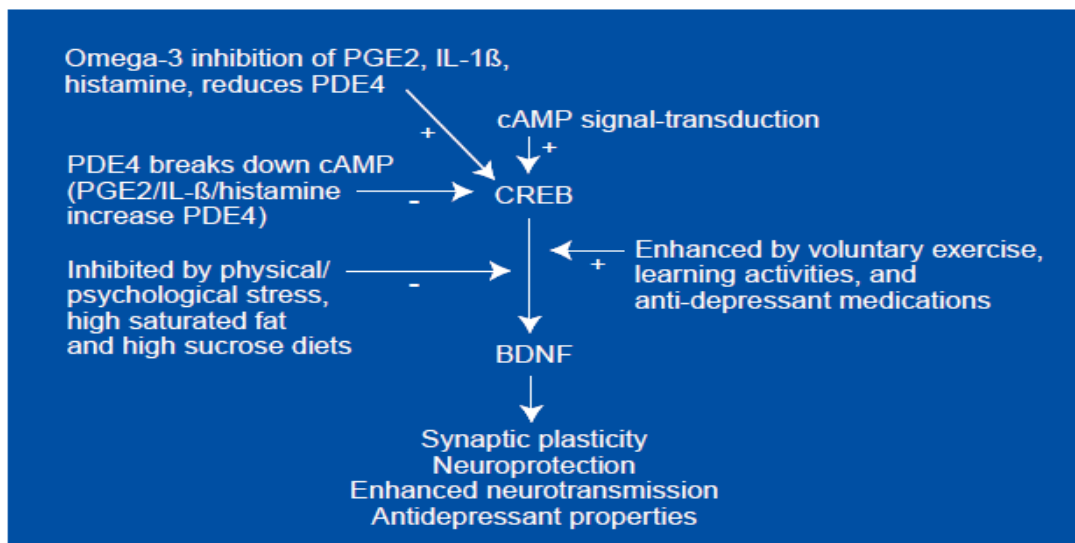 Omega-3 inhibition of PGE2, IL-1ß,
histamine, reduces PDE4
+
cAMP signal-transduction
+
PDE4 breaks down cAMP
(PGE2/IL-ß/histamine
increase PDE4)
-
CREB
Inhibited by physical/
psychological stress,
high saturated fat
and high sucrose diets
-
+
Enhanced by voluntary exercise,
learning activities, and
anti-depressant medications
BDNF
Synaptic plasticity
Neuroprotection
Enhanced neurotransmission
Antidepressant properties